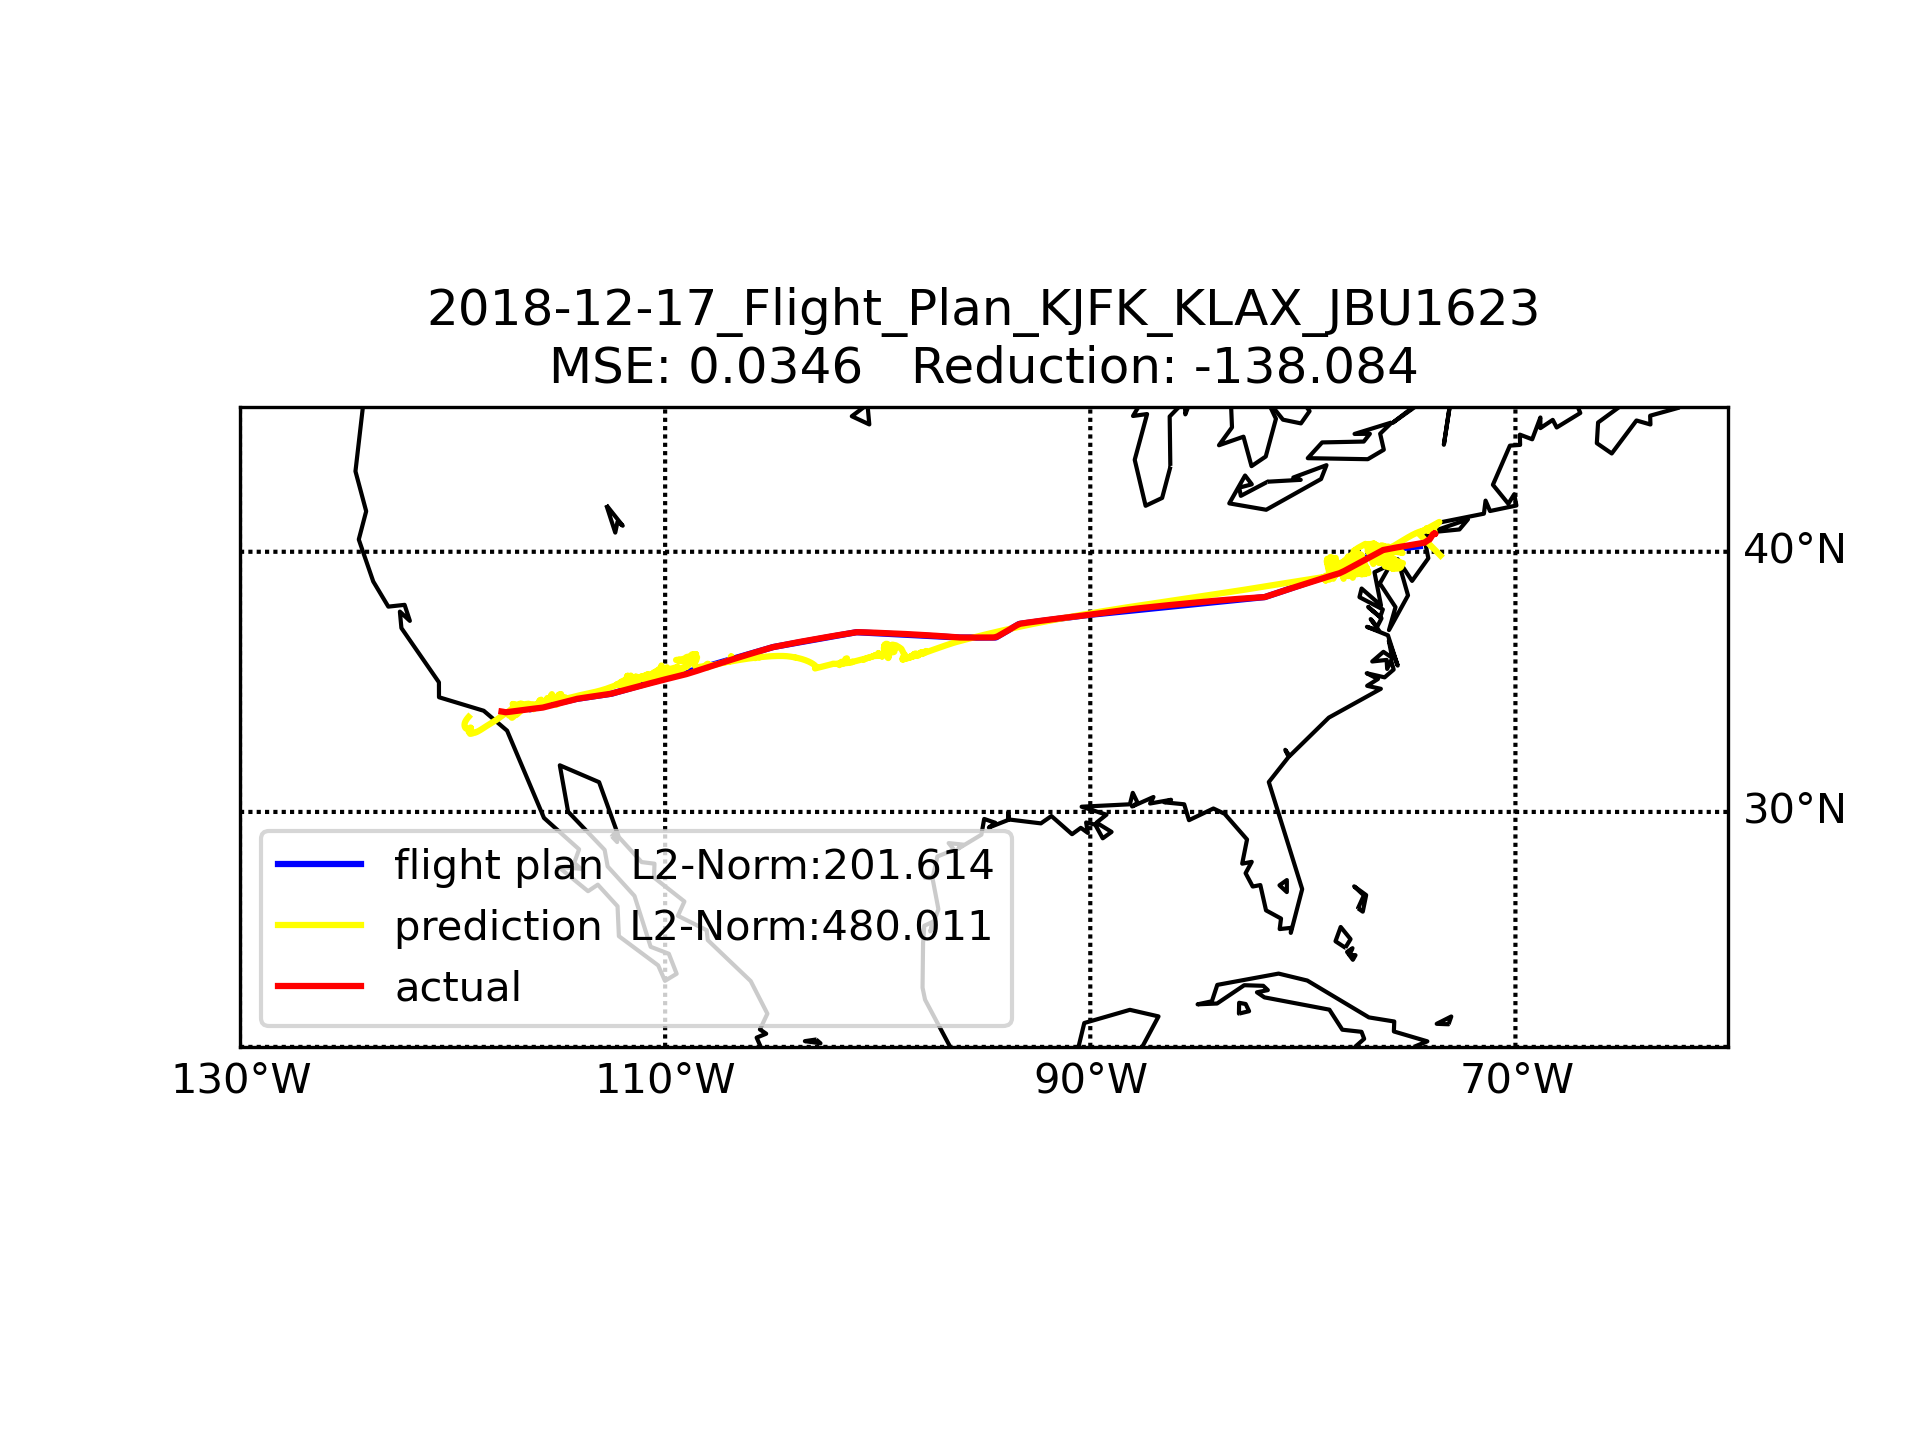 2018-12-17_Flight_Plan_KJFK_KLAX_JBU1623
MSE: 0.0346   Reduction: -138.084
40°N
30°N
flight plan  L2-Norm:201.614
prediction  L2-Norm:480.011
actual
130°W
110°W
90°W
70°W